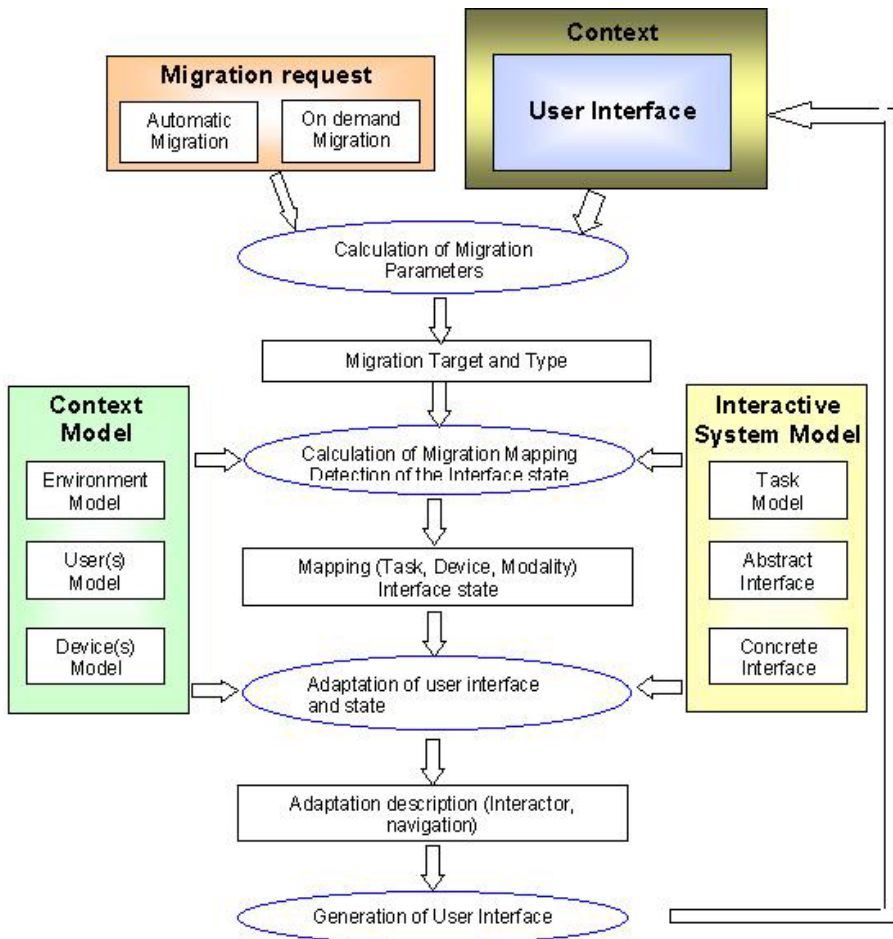 Context
User Interface
Migration request
Automatic
Migration
On demand
Migration
Calculation of Migration
Parameters
Migration Target and Type
Context
Model
Environment
Model
User(s)
Model
Device(s)
Model
Calculation of Migration Mapping
Detection of the Interface state
Interactive
System Model
Task
Model
Abstract
Interface
Concrete
Interface
Mapping (Task, Device, Modality)
Interface state
Adaptation of user interface
and state
Adaptation description (Interactor,
navigation)
Generation of User Interface